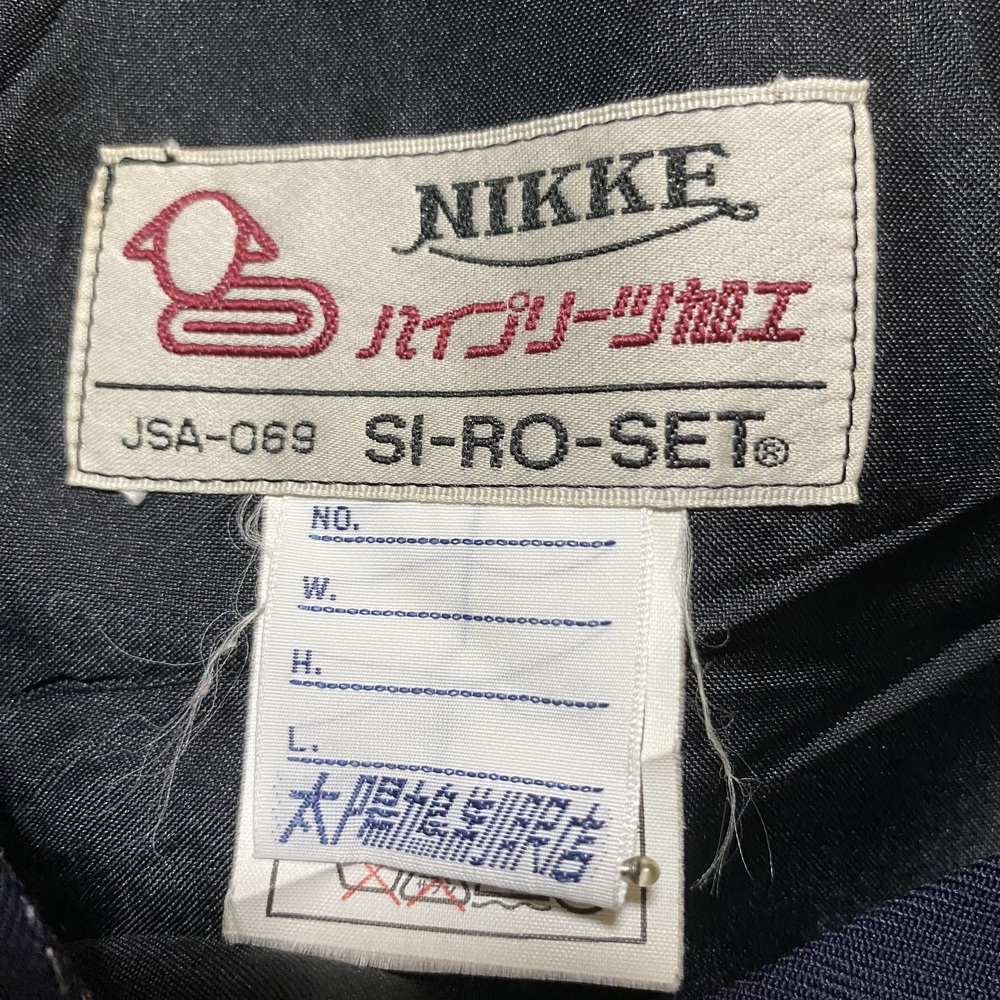 NIKKE
ハイプリーツ加工
JSA-069 SI-RO-SET®
NO.
W.
H.
L.
太陽堂制服店